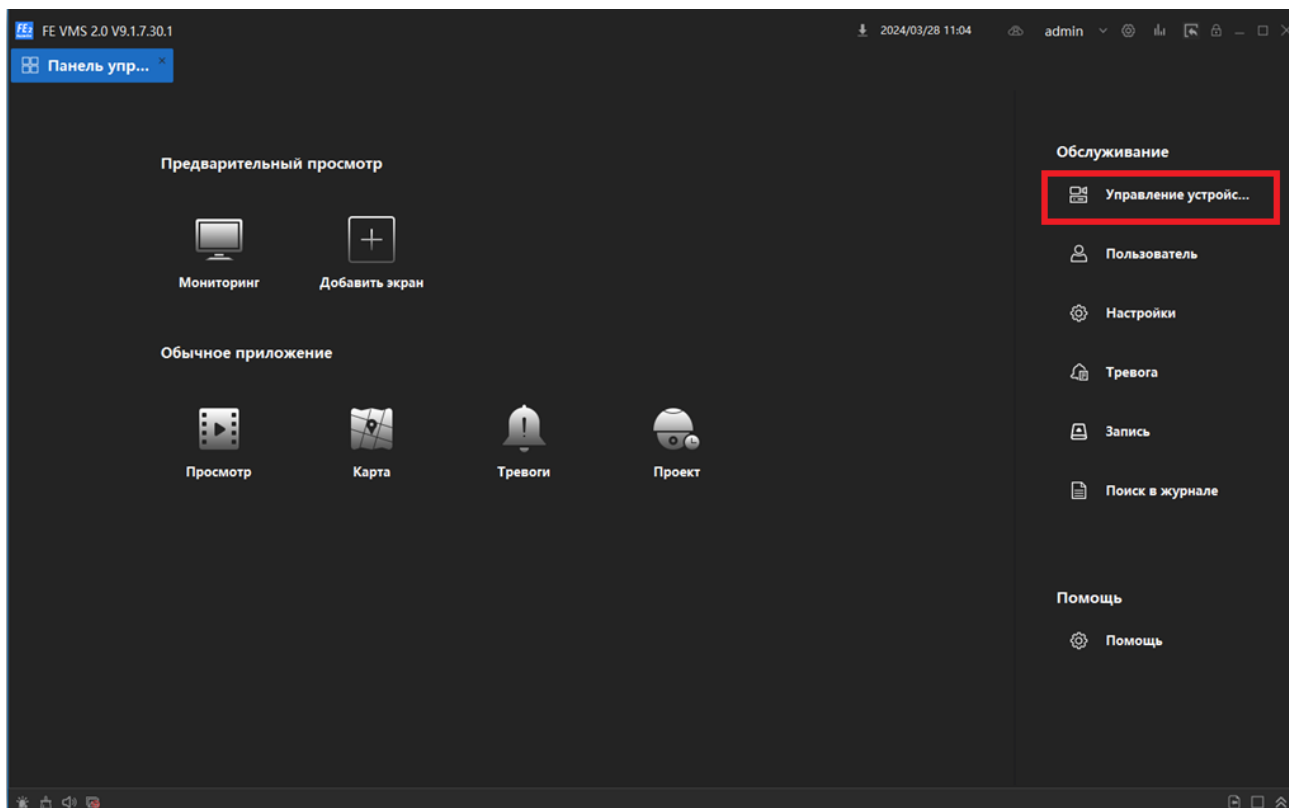 FE VMS 2.0 V9.1.7.30.1
2024/03/28 11:04
admin
Панель упр...
Предварительный просмотр
Мониторинг
Добавить экран
Обычное приложение
Просмотр
Карта
Тревоги
Проект
Обслуживание
Управление устройс...
Пользователь
Настройки
Тревога
Запись
Поиск в журнале
Помощь
Помощь